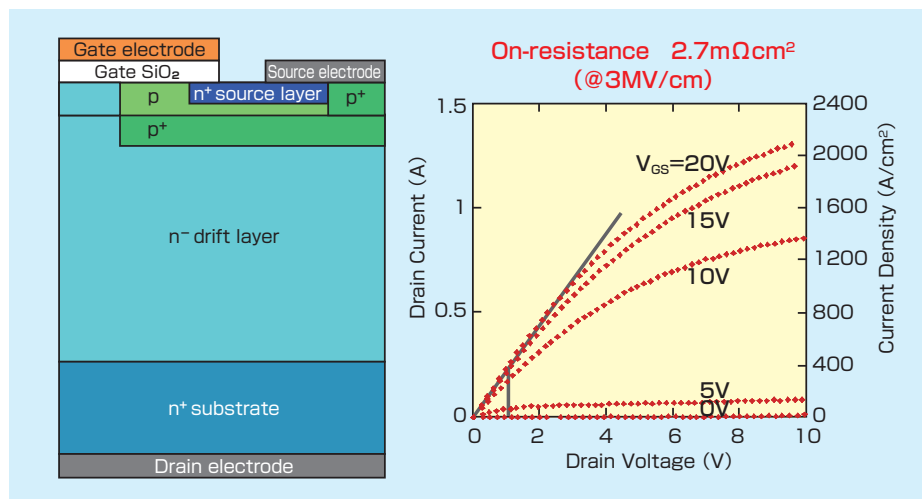 Gate electrode
Gate SiO₂
Source electrode
p
n⁺ source layer
p⁺
p⁺
n⁻ drift layer
n⁺ substrate
Drain electrode
On-resistance 2.7mΩcm²
(@3MV/cm)
1.5
1
0.5
0
Drain Current (A)
2400
2000
1600
1200
800
400
0
Current Density (A/cm²)
V_GS=20V
15V
10V
5V
0V
0 2 4 6 8 10
Drain Voltage (V)